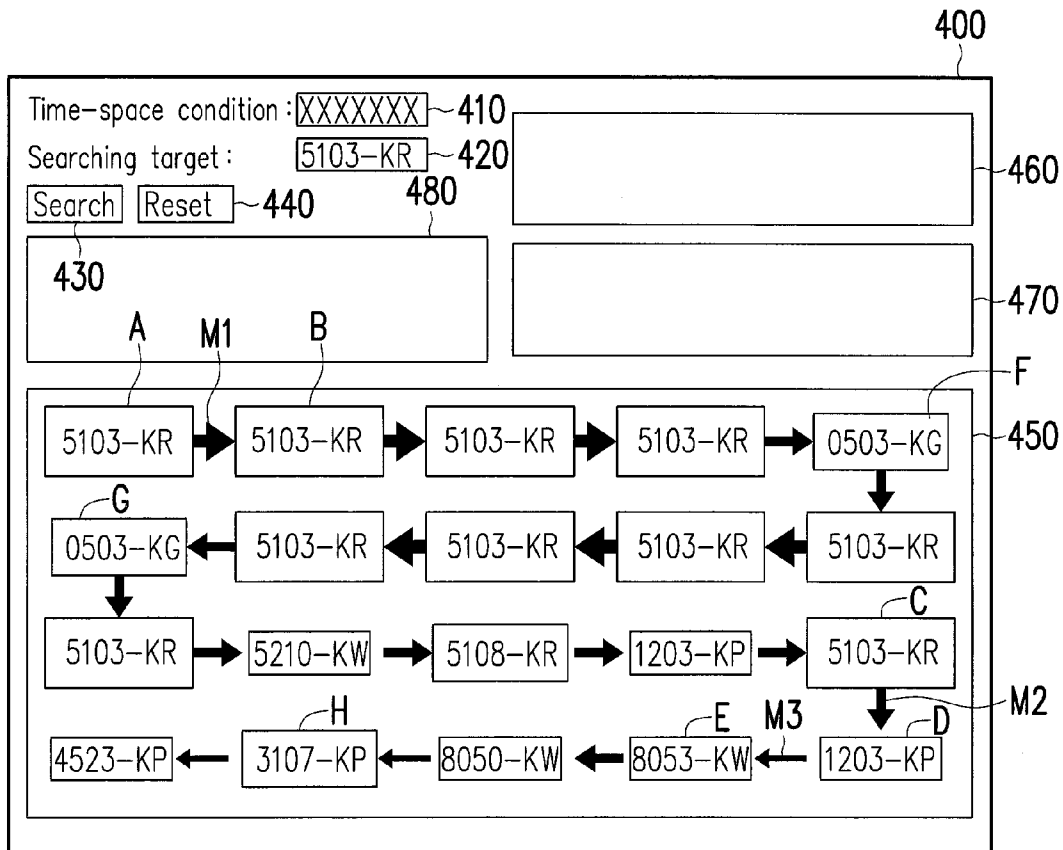 400
Time-space condition: XXXXXXX 410
Searching target: 5103-KR 420
460
Search Reset 440
480
430
470
A M1 B
F
5103-KR 5103-KR 5103-KR 5103-KR 0503-KG 450
G
0503-KG 5103-KR 5103-KR 5103-KR 5103-KR
C
5103-KR 5210-KW 5108-KR 1203-KP 5103-KR
H E M3 D M2
4523-KP 3107-KP 8050-KW 8053-KW 1203-KP